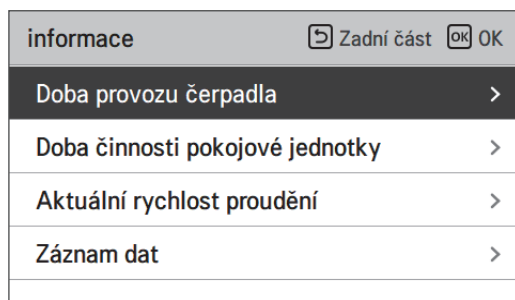 informace Zadní část OK OK
Doba provozu čerpadla
Doba činnosti pokojové jednotky
Aktuální rychlost proudění
Záznam dat